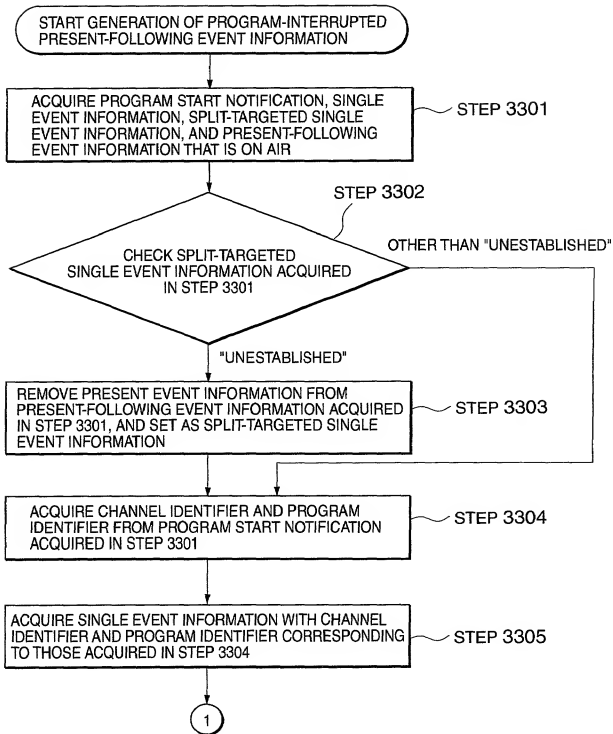 START GENERATION OF PROGRAM-INTERRUPTED
PRESENT-FOLLOWING EVENT INFORMATION
ACQUIRE PROGRAM START NOTIFICATION, SINGLE
EVENT INFORMATION, SPLIT-TARGETED SINGLE
EVENT INFORMATION, AND PRESENT-FOLLOWING
EVENT INFORMATION THAT IS ON AIR
STEP 3301
STEP 3302
CHECK SPLIT-TARGETED
SINGLE EVENT INFORMATION ACQUIRED
IN STEP 3301
OTHER THAN "UNESTABLISHED"
"UNESTABLISHED"
REMOVE PRESENT EVENT INFORMATION FROM
PRESENT-FOLLOWING EVENT INFORMATION ACQUIRED
IN STEP 3301, AND SET AS SPLIT-TARGETED SINGLE
EVENT INFORMATION
STEP 3303
ACQUIRE CHANNEL IDENTIFIER AND PROGRAM
IDENTIFIER FROM PROGRAM START NOTIFICATION
ACQUIRED IN STEP 3301
STEP 3304
ACQUIRE SINGLE EVENT INFORMATION WITH CHANNEL
IDENTIFIER AND PROGRAM IDENTIFIER CORRESPONDING
TO THOSE ACQUIRED IN STEP 3304
STEP 3305
1